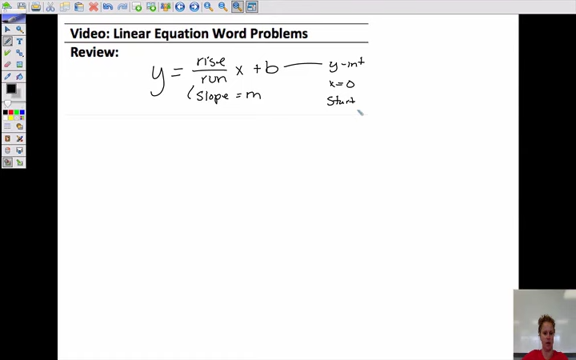 Video: Linear Equation Word Problems
Review:
y = rise/run x + b — y-int
x=0
slope = m
Start